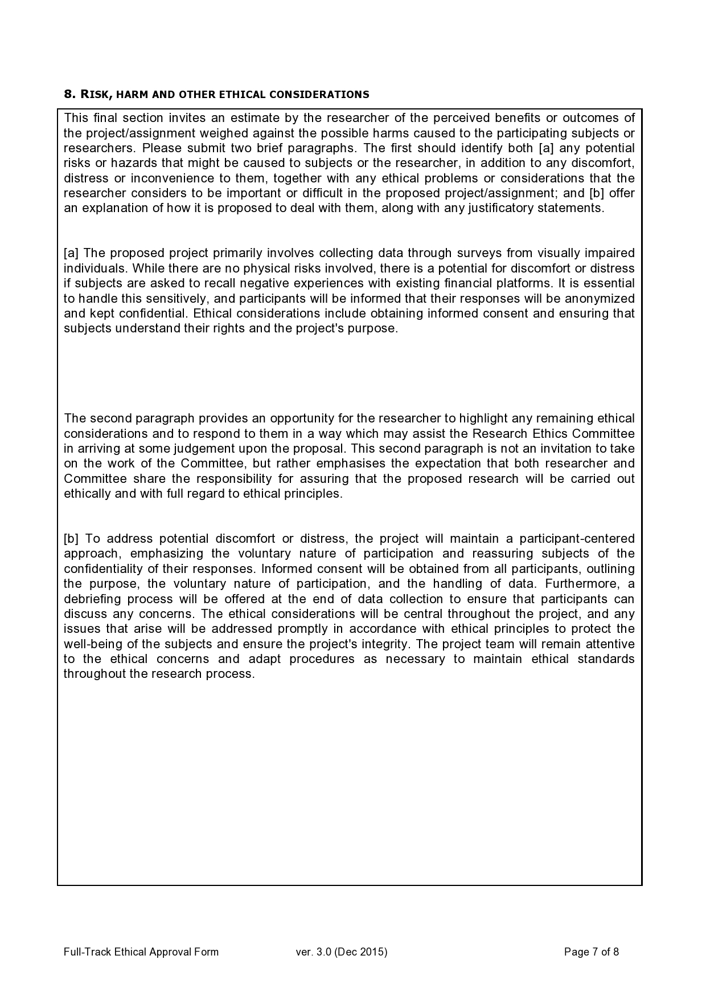 8. RISK, HARM AND OTHER ETHICAL CONSIDERATIONS
This final section invites an estimate by the researcher of the perceived benefits or outcomes of
the project/assignment weighed against the possible harms caused to the participating subjects or
researchers. Please submit two brief paragraphs. The first should identify both [a] any potential
risks or hazards that might be caused to subjects or the researcher, in addition to any discomfort,
distress or inconvenience to them, together with any ethical problems or considerations that the
researcher considers to be important or difficult in the proposed project/assignment; and [b] offer
an explanation of how it is proposed to deal with them, along with any justificatory statements.
[a] The proposed project primarily involves collecting data through surveys from visually impaired
individuals. While there are no physical risks involved, there is a potential for discomfort or distress
if subjects are asked to recall negative experiences with existing financial platforms. It is essential
to handle this sensitively, and participants will be informed that their responses will be anonymized
and kept confidential. Ethical considerations include obtaining informed consent and ensuring that
subjects understand their rights and the project's purpose.
The second paragraph provides an opportunity for the researcher to highlight any remaining ethical
considerations and to respond to them in a way which may assist the Research Ethics Committee
in arriving at some judgement upon the proposal. This second paragraph is not an invitation to take
on the work of the Committee, but rather emphasises the expectation that both researcher and
Committee share the responsibility for assuring that the proposed research will be carried out
ethically and with full regard to ethical principles.
[b] To address potential discomfort or distress, the project will maintain a participant-centered
approach, emphasizing the voluntary nature of participation and reassuring subjects of the
confidentiality of their responses. Informed consent will be obtained from all participants, outlining
the purpose, the voluntary nature of participation, and the handling of data. Furthermore, a
debriefing process will be offered at the end of data collection to ensure that participants can
discuss any concerns. The ethical considerations will be central throughout the project, and any
issues that arise will be addressed promptly in accordance with ethical principles to protect the
well-being of the subjects and ensure the project's integrity. The project team will remain attentive
to the ethical concerns and adapt procedures as necessary to maintain ethical standards
throughout the research process.
Full-Track Ethical Approval Form ver. 3.0 (Dec 2015) Page 7 of 8